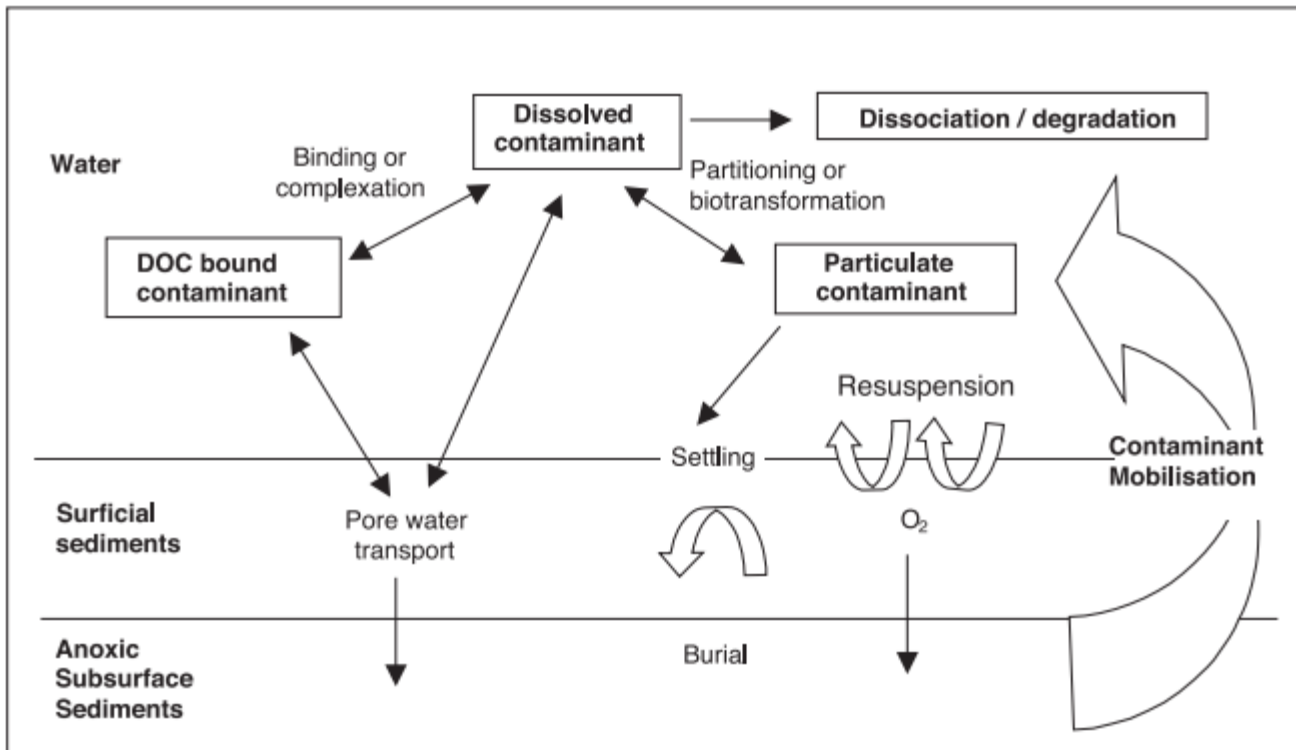 Dissolved
contaminant
Dissociation / degradation
Water
Binding or
complexation
Partitioning or
biotransformation
DOC bound
contaminant
Particulate
contaminant
Resuspension
Settling
Contaminant
Mobilisation
Surficial
sediments
Pore water
transport
O₂
Anoxic
Subsurface
Sediments
Burial